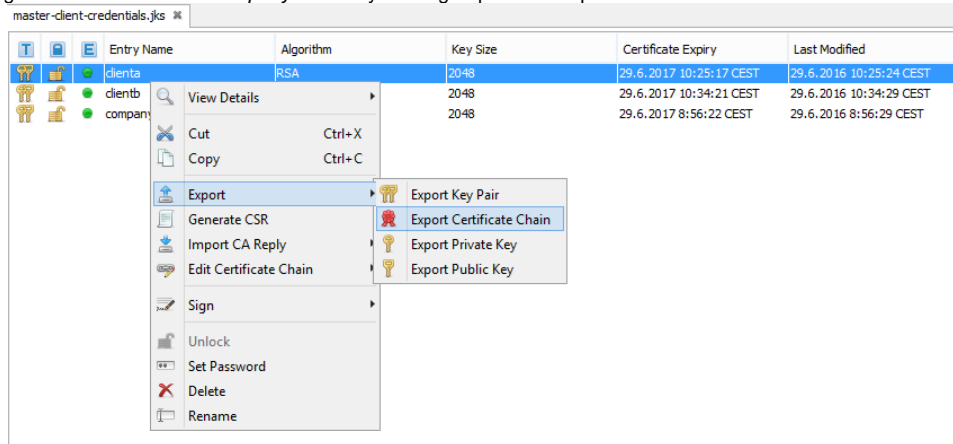 master-client-credentials.jks
T E Entry Name Algorithm Key Size Certificate Expiry Last Modified
clienta RSA 2048 29.6.2017 10:25:17 CEST 29.6.2016 10:25:24 CEST
clientb 2048 29.6.2017 10:34:21 CEST 29.6.2016 10:34:29 CEST
company 2048 29.6.2017 8:56:22 CEST 29.6.2016 8:56:29 CEST
View Details
Cut Ctrl+X
Copy Ctrl+C
Export
Generate CSR
Import CA Reply
Edit Certificate Chain
Sign
Unlock
Set Password
Delete
Rename
Export Key Pair
Export Certificate Chain
Export Private Key
Export Public Key